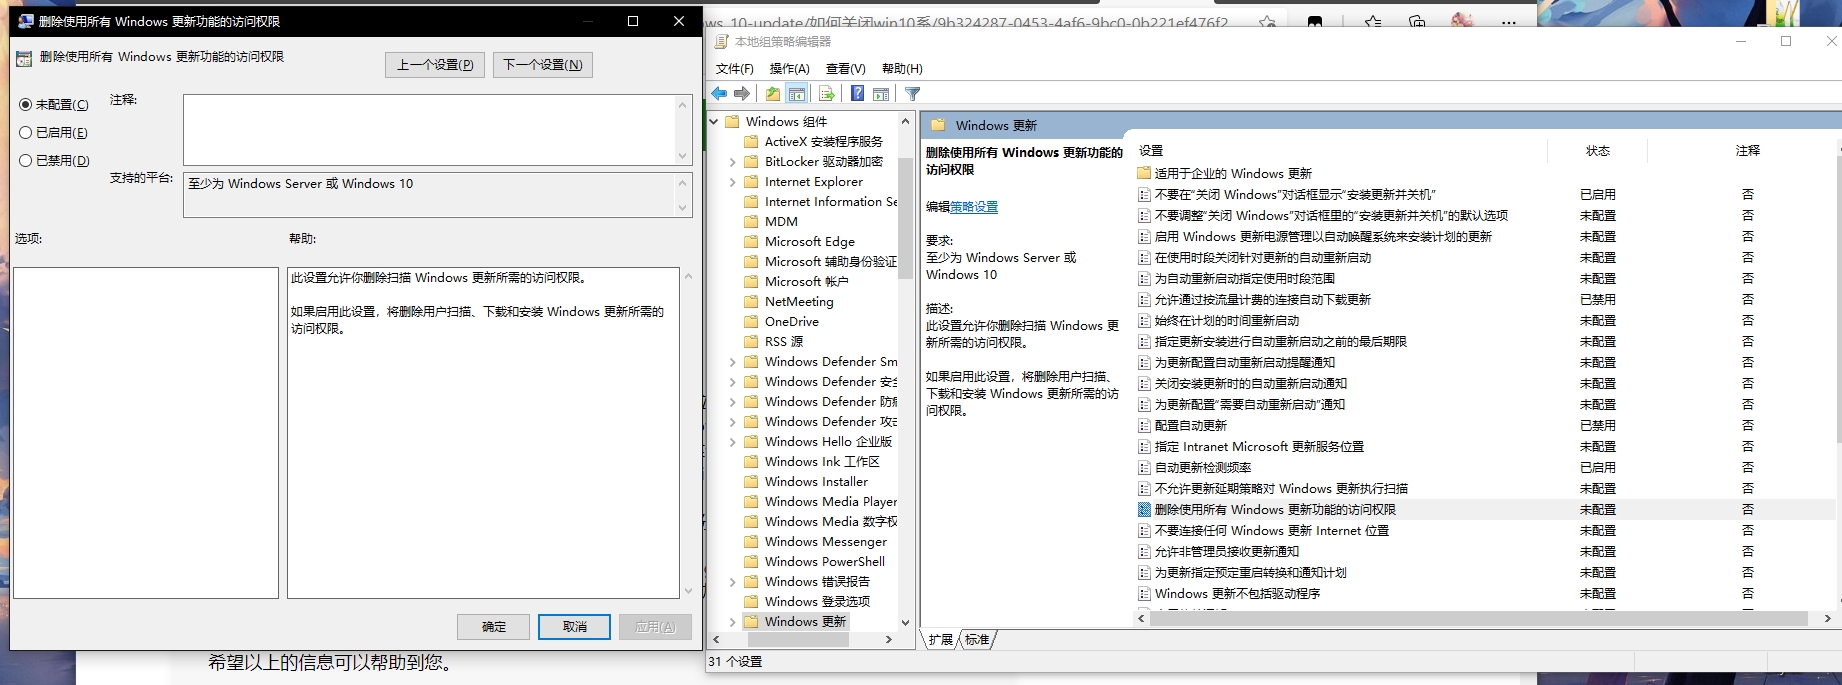 删除使用所有 Windows 更新功能的访问权限
删除使用所有 Windows 更新功能的访问权限
上一个设置(P)
下一个设置(N)
未配置(C)
已启用(E)
已禁用(D)
注释:
支持的平台:
至少为 Windows Server 或 Windows 10
选项:
帮助:
此设置允许你删除扫描 Windows 更新所需的访问权限。
如果启用此设置，将删除用户扫描、下载和安装 Windows 更新所需的
访问权限。
确定
取消
应用(A)
希望以上的信息可以帮助到您。
ws_10-update/如何关闭win10系/9b324287-0453-4af6-9bc0-0b221ef476f2
本地组策略编辑器
文件(F) 操作(A) 查看(V) 帮助(H)
Windows 组件
ActiveX 安装程序服务
BitLocker 驱动器加密
Internet Explorer
Internet Information Se
MDM
Microsoft Edge
Microsoft 辅助身份验证
Microsoft 帐户
NetMeeting
OneDrive
RSS 源
Windows Defender Sm
Windows Defender 安全
Windows Defender 防病
Windows Defender 攻击
Windows Hello 企业版
Windows Ink 工作区
Windows Installer
Windows Media Player
Windows Media 数字权
Windows Messenger
Windows PowerShell
Windows 错误报告
Windows 登录选项
Windows 更新
Windows 更新
删除使用所有 Windows 更新功能的
访问权限
编辑策略设置
要求:
至少为 Windows Server 或
Windows 10
描述:
此设置允许你删除扫描 Windows 更
新所需的访问权限。
如果启用此设置，将删除用户扫描、
下载和安装 Windows 更新所需的访
问权限。
设置 状态 注释
适用于企业的 Windows 更新
不要在“关闭 Windows”对话框显示“安装更新并关机” 已启用 否
不要调整“关闭 Windows”对话框里的“安装更新并关机”的默认选项 未配置 否
启用 Windows 更新电源管理以自动唤醒系统来安装计划的更新 未配置 否
在使用时段关闭针对更新的自动重新启动 未配置 否
为自动重新启动指定使用时段范围 未配置 否
允许通过按流量计费的连接自动下载更新 已禁用 否
始终在计划的时间重新启动 未配置 否
指定更新安装进行自动重新启动之前的最后期限 未配置 否
为更新配置自动重新启动提醒通知 未配置 否
关闭安装更新时的自动重新启动通知 未配置 否
为更新配置“需要自动重新启动”通知 未配置 否
配置自动更新 已禁用 否
指定 Intranet Microsoft 更新服务位置 未配置 否
自动更新检测频率 已启用 否
不允许更新延期策略对 Windows 更新执行扫描 未配置 否
删除使用所有 Windows 更新功能的访问权限 未配置 否
不要连接任何 Windows 更新 Internet 位置 未配置 否
允许非管理员接收更新通知 未配置 否
为更新指定预定重启转换和通知计划 未配置 否
Windows 更新不包括驱动程序 未配置 否
扩展 标准
31 个设置